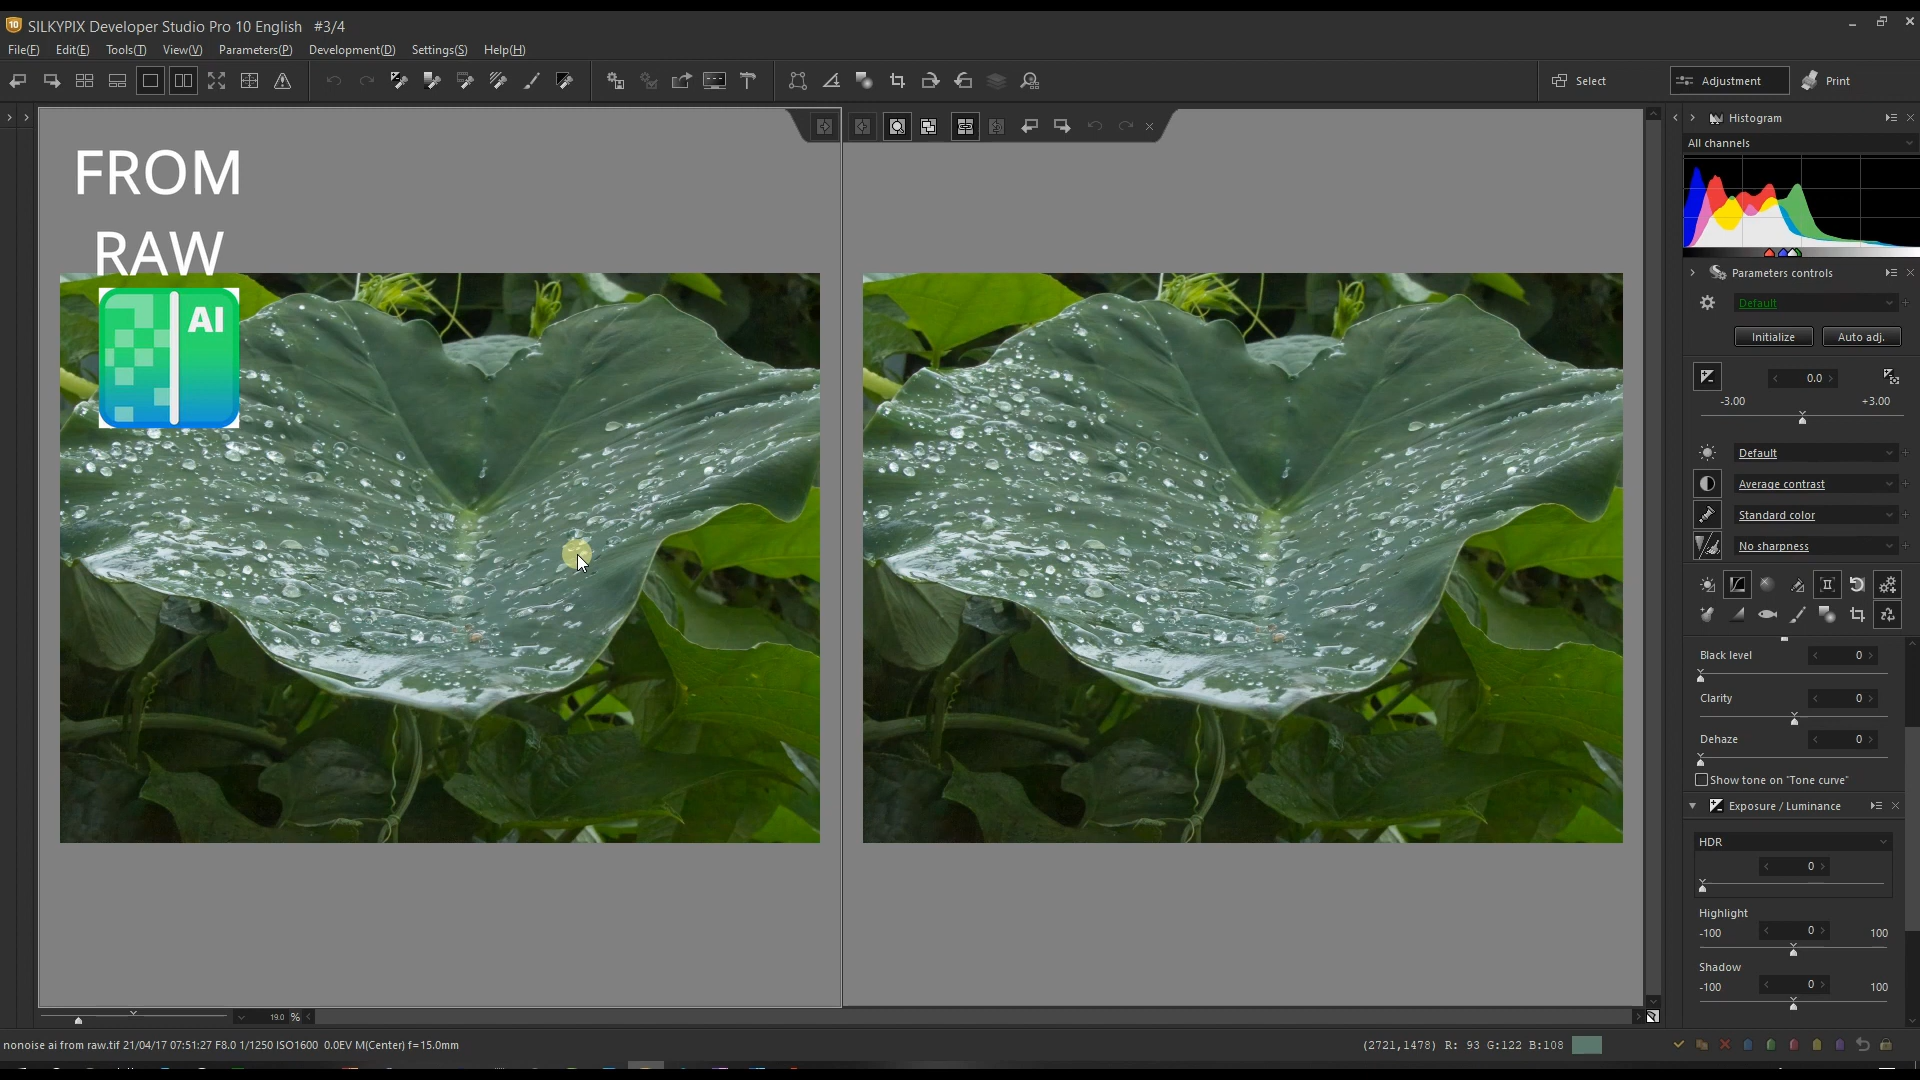 SILKYPIX Developer Studio Pro 10 English #3/4
File(F) Edit(E) Tools(T) View(V) Parameters(P) Development(D) Settings(S) Help(H)
Select Adjustment Print
Histogram
All channels
FROM
RAW
AI
Parameters controls
Default
Initialize Auto adj.
0.0
-3.00 +3.00
Default
Average contrast
Standard color
No sharpness
Black level 0
Clarity 0
Dehaze 0
Show tone on "Tone curve"
Exposure / Luminance
HDR
0
Highlight
-100 0 100
Shadow
-100 0 100
19.0 %
nonoise ai from raw.tif 21/04/17 07:51:27 F8.0 1/1250 ISO1600 0.0EV M(Center) f=15.0mm
(2721,1478) R: 93 G:122 B:108